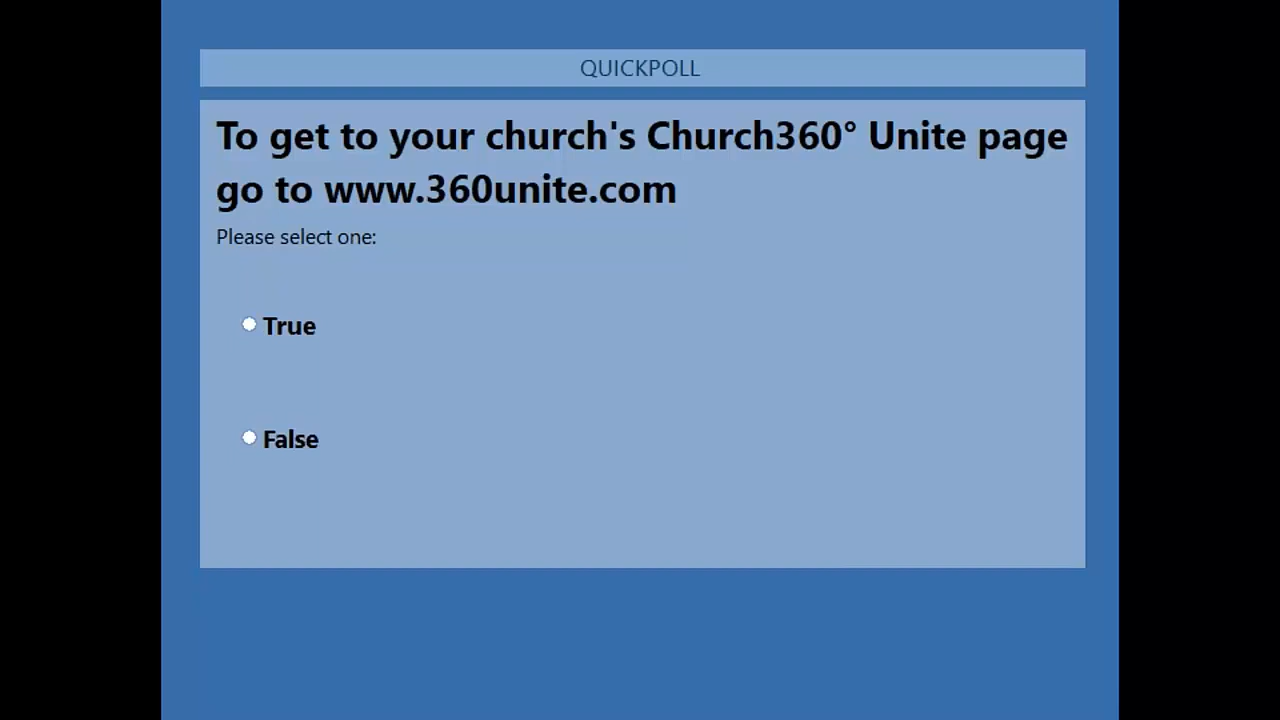 QUICKPOLL
To get to your church's Church360° Unite page
go to www.360unite.com
Please select one:
True
False